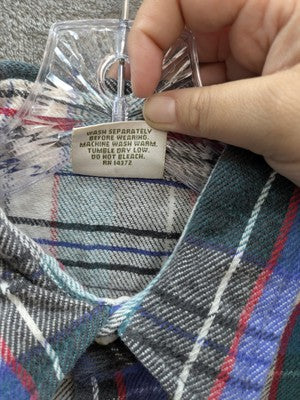 WASH SEPARATELY
BEFORE WEARING.
MACHINE WASH WARM,
TUMBLE DRY LOW.
DO NOT BLEACH.
RN 14372